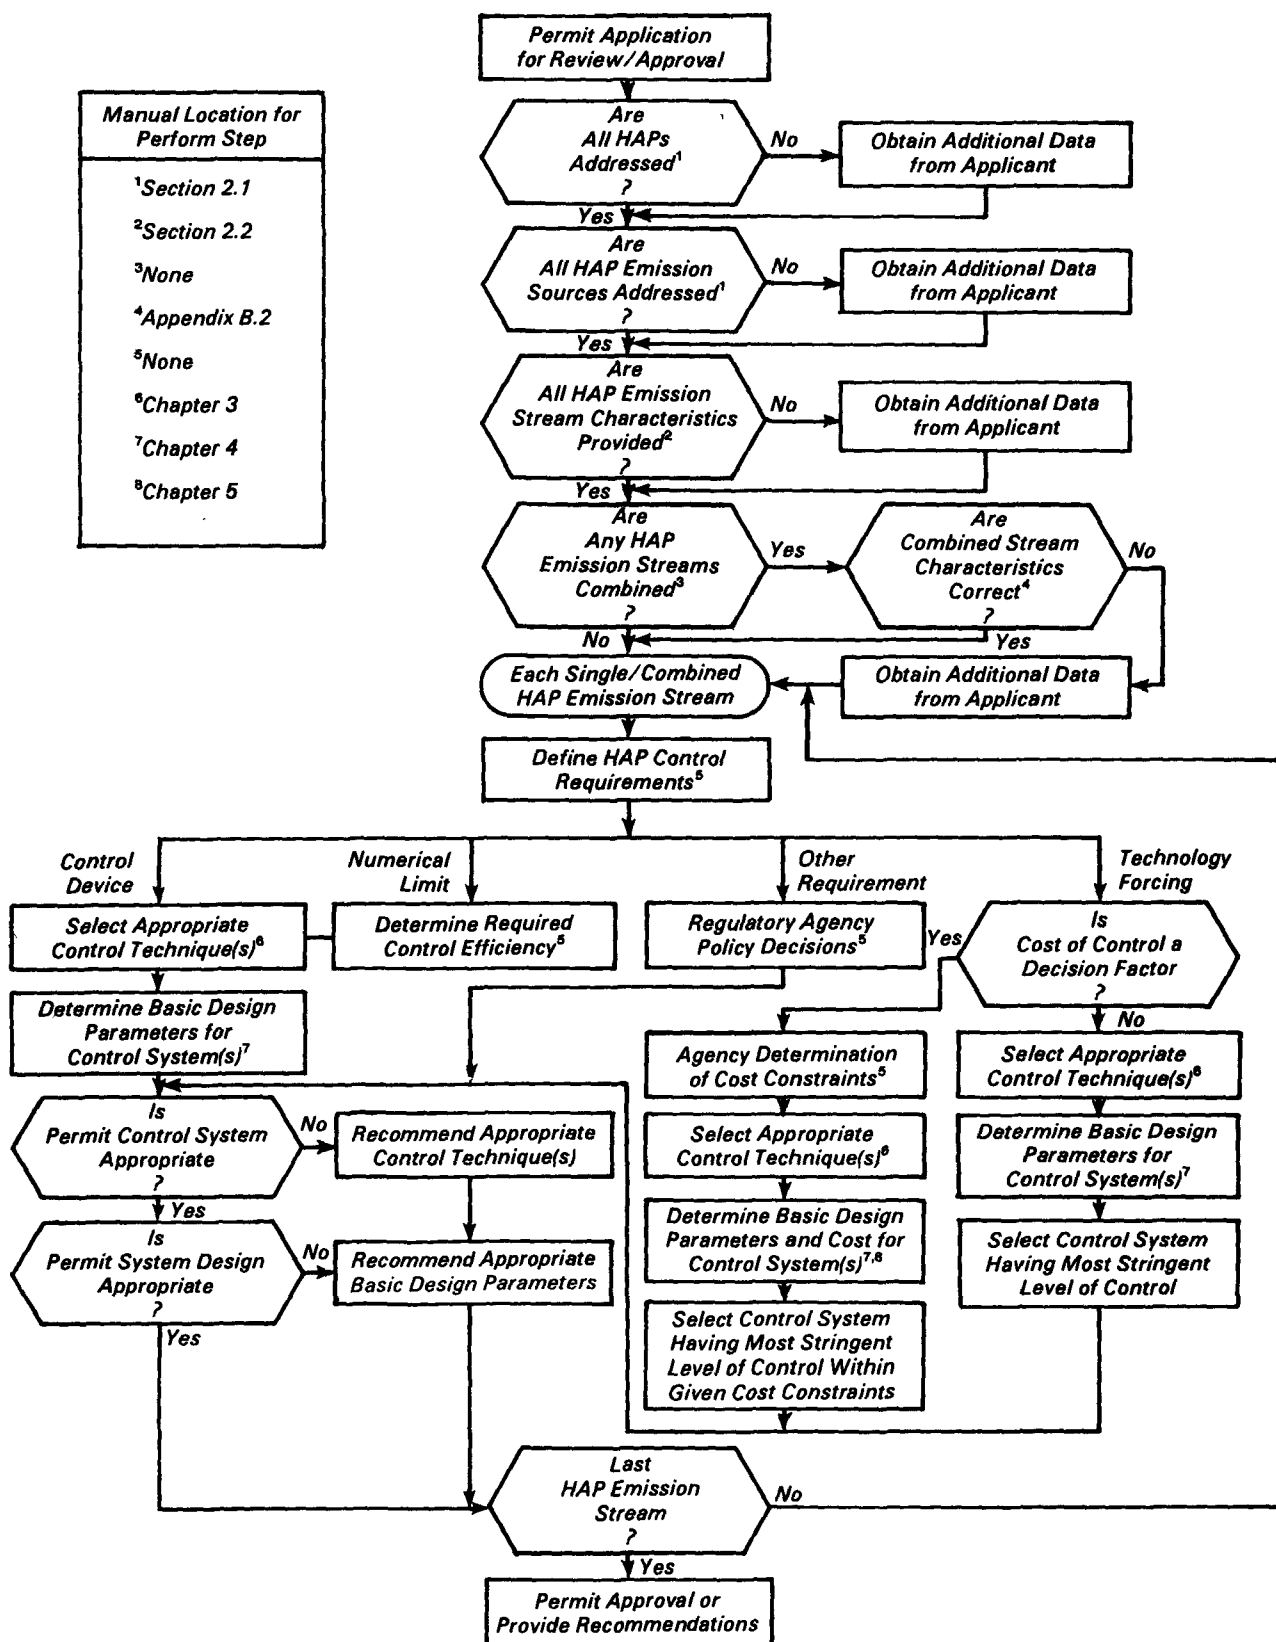 Permit Application
for Review/Approval
Manual Location for
Perform Step
¹Section 2.1
²Section 2.2
³None
⁴Appendix B.2
⁵None
⁶Chapter 3
⁷Chapter 4
⁸Chapter 5
Are
All HAPs
Addressed¹
?
No
Obtain Additional Data
from Applicant
Yes
Are
All HAP Emission
Sources Addressed¹
?
No
Obtain Additional Data
from Applicant
Yes
Are
All HAP Emission
Stream Characteristics
Provided²
?
No
Obtain Additional Data
from Applicant
Yes
Are
Any HAP
Emission Streams
Combined³
?
Yes
Are
Combined Stream
Characteristics
Correct⁴
?
No
No
Yes
Each Single/Combined
HAP Emission Stream
Obtain Additional Data
from Applicant
Define HAP Control
Requirements⁵
Control
Device
Numerical
Limit
Other
Requirement
Technology
Forcing
Select Appropriate
Control Technique(s)⁶
Determine Required
Control Efficiency⁵
Regulatory Agency
Policy Decisions⁵
Yes
Is
Cost of Control a
Decision Factor
?
No
Determine Basic Design
Parameters for
Control System(s)⁷
Agency Determination
of Cost Constraints⁵
Select Appropriate
Control Technique(s)⁶
Is
Permit Control System
Appropriate
?
No
Recommend Appropriate
Control Technique(s)
Select Appropriate
Control Technique(s)⁶
Determine Basic Design
Parameters for
Control System(s)⁷
Yes
Is
Permit System Design
Appropriate
?
No
Recommend Appropriate
Basic Design Parameters
Determine Basic Design
Parameters and Cost for
Control System(s)⁷,⁸
Select Control System
Having Most Stringent
Level of Control
Yes
Select Control System
Having Most Stringent
Level of Control Within
Given Cost Constraints
Last
HAP Emission
Stream
?
No
Yes
Permit Approval or
Provide Recommendations